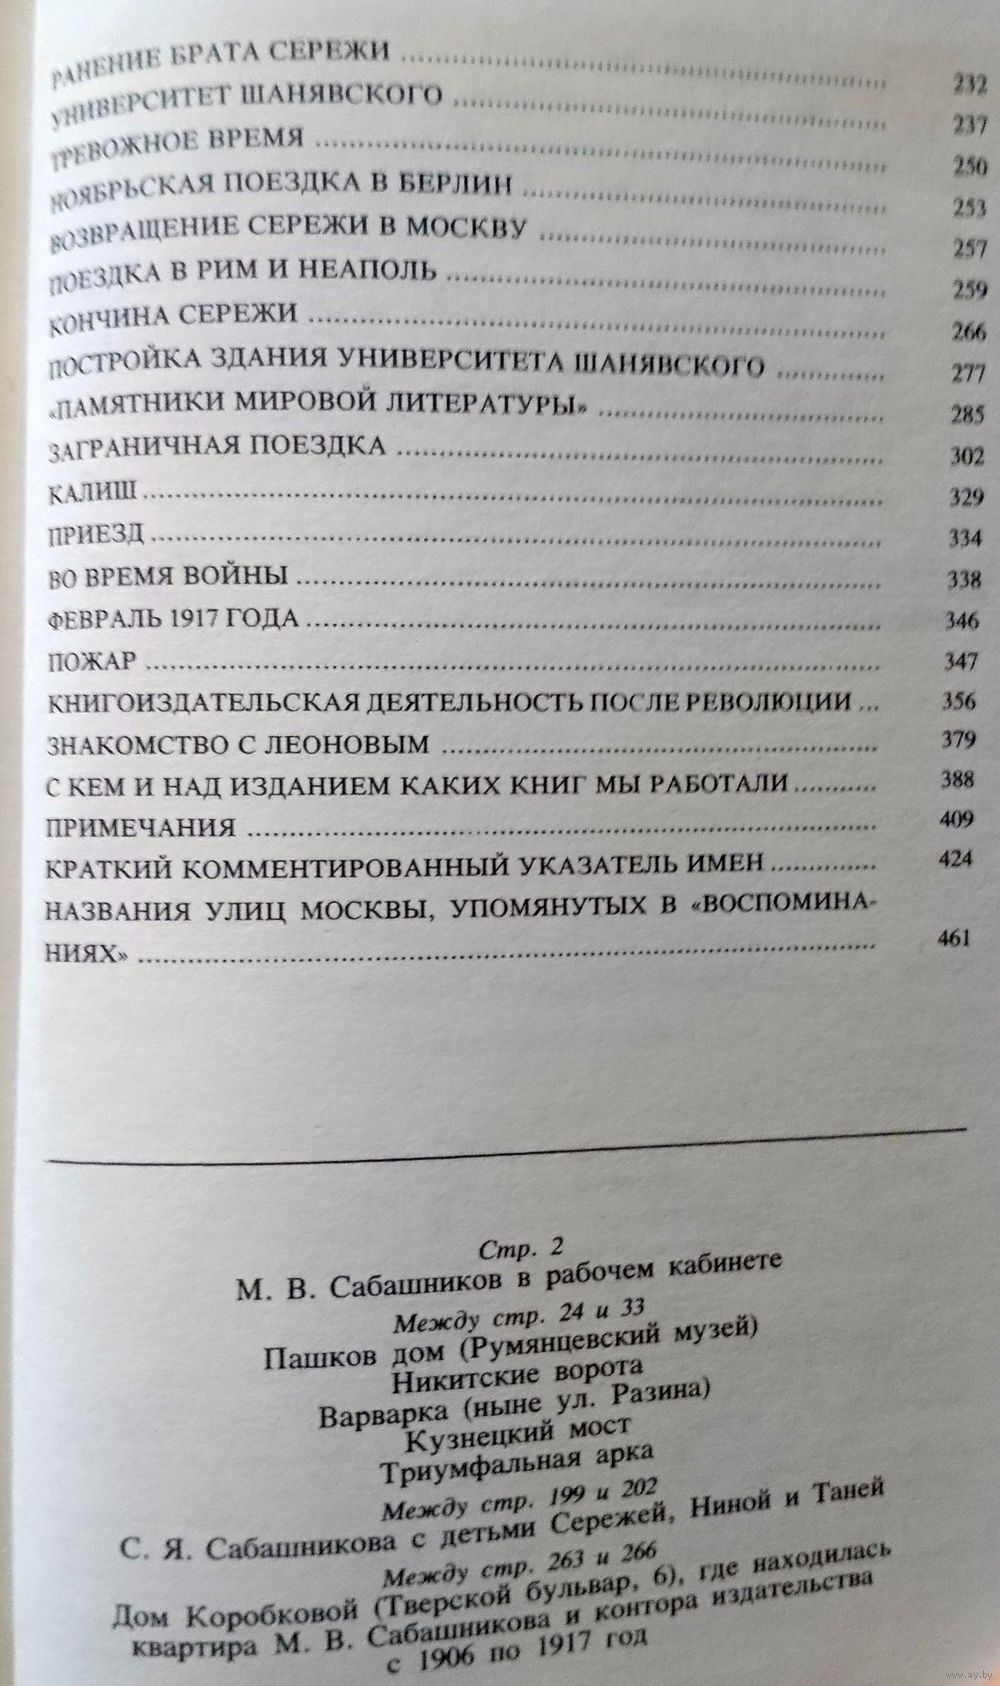 РАНЕНИЕ БРАТА СЕРЕЖИ ........ 232
УНИВЕРСИТЕТ ШАНЯВСКОГО ........ 237
ТРЕВОЖНОЕ ВРЕМЯ ........ 250
НОЯБРЬСКАЯ ПОЕЗДКА В БЕРЛИН ........ 253
ВОЗВРАЩЕНИЕ СЕРЕЖИ В МОСКВУ ........ 257
ПОЕЗДКА В РИМ И НЕАПОЛЬ ........ 259
КОНЧИНА СЕРЕЖИ ........ 266
ПОСТРОЙКА ЗДАНИЯ УНИВЕРСИТЕТА ШАНЯВСКОГО ........ 277
«ПАМЯТНИКИ МИРОВОЙ ЛИТЕРАТУРЫ» ........ 285
ЗАГРАНИЧНАЯ ПОЕЗДКА ........ 302
КАЛИШ ........ 329
ПРИЕЗД ........ 334
ВО ВРЕМЯ ВОЙНЫ ........ 338
ФЕВРАЛЬ 1917 ГОДА ........ 346
ПОЖАР ........ 347
КНИГОИЗДАТЕЛЬСКАЯ ДЕЯТЕЛЬНОСТЬ ПОСЛЕ РЕВОЛЮЦИИ ... 356
ЗНАКОМСТВО С ЛЕОНОВЫМ ........ 379
С КЕМ И НАД ИЗДАНИЕМ КАКИХ КНИГ МЫ РАБОТАЛИ ........ 388
ПРИМЕЧАНИЯ ........ 409
КРАТКИЙ КОММЕНТИРОВАННЫЙ УКАЗАТЕЛЬ ИМЕН ........ 424
НАЗВАНИЯ УЛИЦ МОСКВЫ, УПОМЯНУТЫХ В «ВОСПОМИНА-
НИЯХ» ........ 461
Стр. 2
М. В. Сабашников в рабочем кабинете
Между стр. 24 и 33
Пашков дом (Румянцевский музей)
Никитские ворота
Варварка (ныне ул. Разина)
Кузнецкий мост
Триумфальная арка
Между стр. 199 и 202
С. Я. Сабашникова с детьми Сережей, Ниной и Таней
Между стр. 263 и 266
Дом Коробковой (Тверской бульвар, 6), где находилась
квартира М. В. Сабашникова и контора издательства
с 1906 по 1917 год
www.ay.by